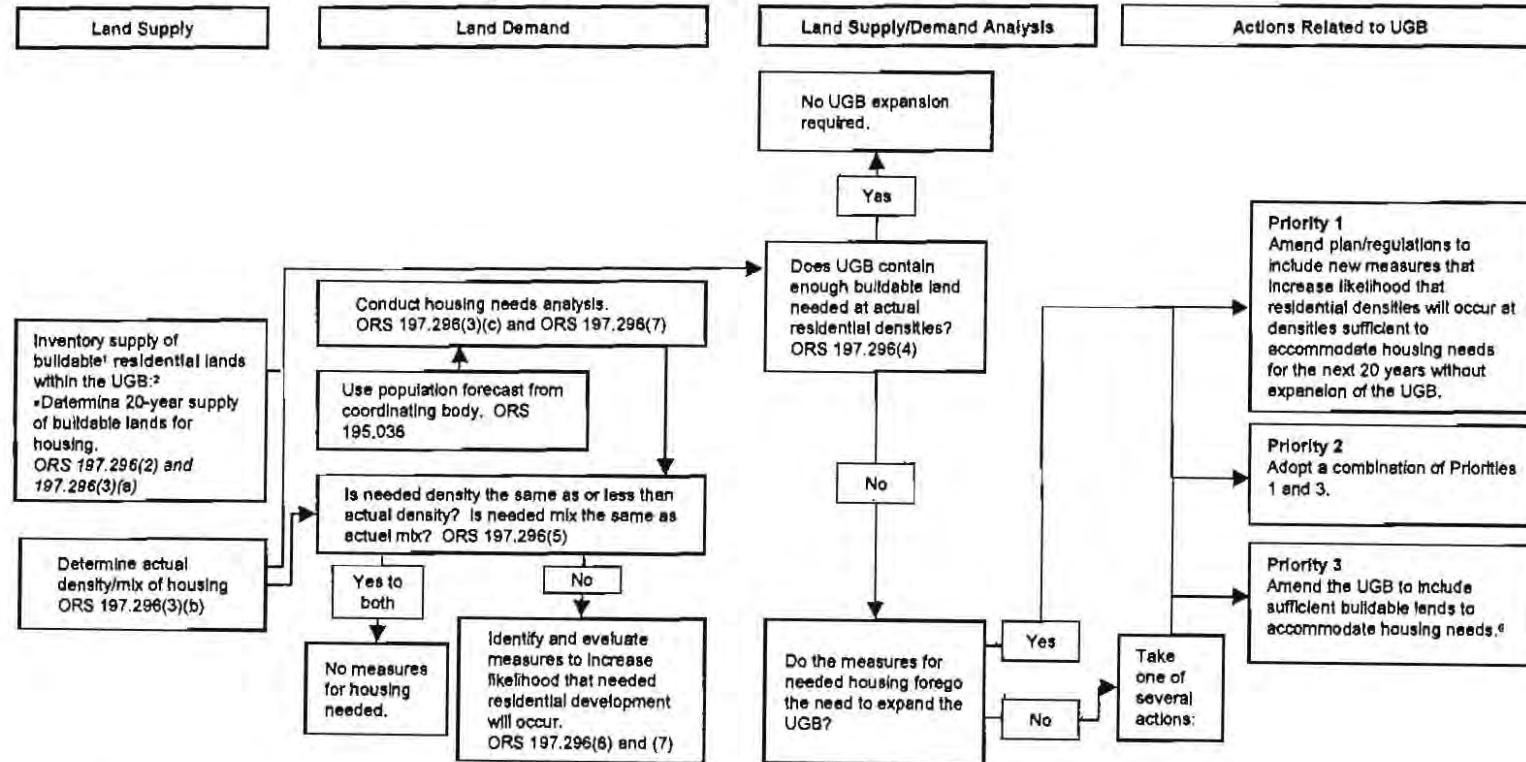 Land Supply
Land Demand
Land Supply/Demand Analysis
Actions Related to UGB
No UGB expansion
required.
Yes
Does UGB contain
enough buildable land
needed at actual
residential densities?
ORS 197.296(4)
Conduct housing needs analysis.
ORS 197.296(3)(c) and ORS 197.296(7)
Use population forecast from
coordinating body. ORS
195.036
Inventory supply of
buildable¹ residential lands
within the UGB:²
•Determine 20-year supply
of buildable lands for
housing.
ORS 197.296(2) and
197.296(3)(a)
Determine actual
density/mix of housing
ORS 197.296(3)(b)
Is needed density the same as or less than
actual density? Is needed mix the same as
actual mix? ORS 197.296(5)
Yes to
both
No
No measures
for housing
needed.
Identify and evaluate
measures to increase
likelihood that needed
residential development
will occur.
ORS 197.296(6) and (7)
No
Do the measures for
needed housing forego
the need to expand the
UGB?
Yes
No
Take
one of
several
actions:
Priority 1
Amend plan/regulations to
include new measures that
increase likelihood that
residential densities will occur at
densities sufficient to
accommodate housing needs
for the next 20 years without
expansion of the UGB.
Priority 2
Adopt a combination of Priorities
1 and 3.
Priority 3
Amend the UGB to include
sufficient buildable lands to
accommodate housing needs.⁶